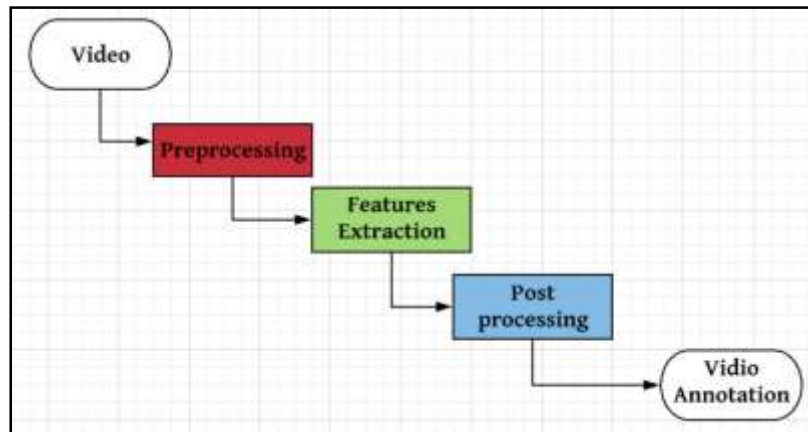 Video
Preprocessing
Features
Extraction
Post
processing
Vidio
Annotation